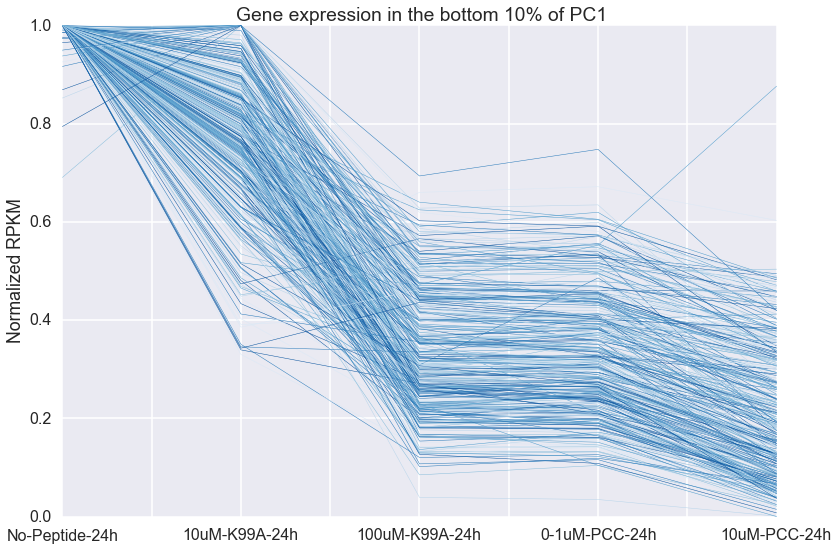 Gene expression in the bottom 10% of PC1
Normalized RPKM
1.0
0.8
0.6
0.4
0.2
0.0
No-Peptide-24h
10uM-K99A-24h
100uM-K99A-24h
0-1uM-PCC-24h
10uM-PCC-24h